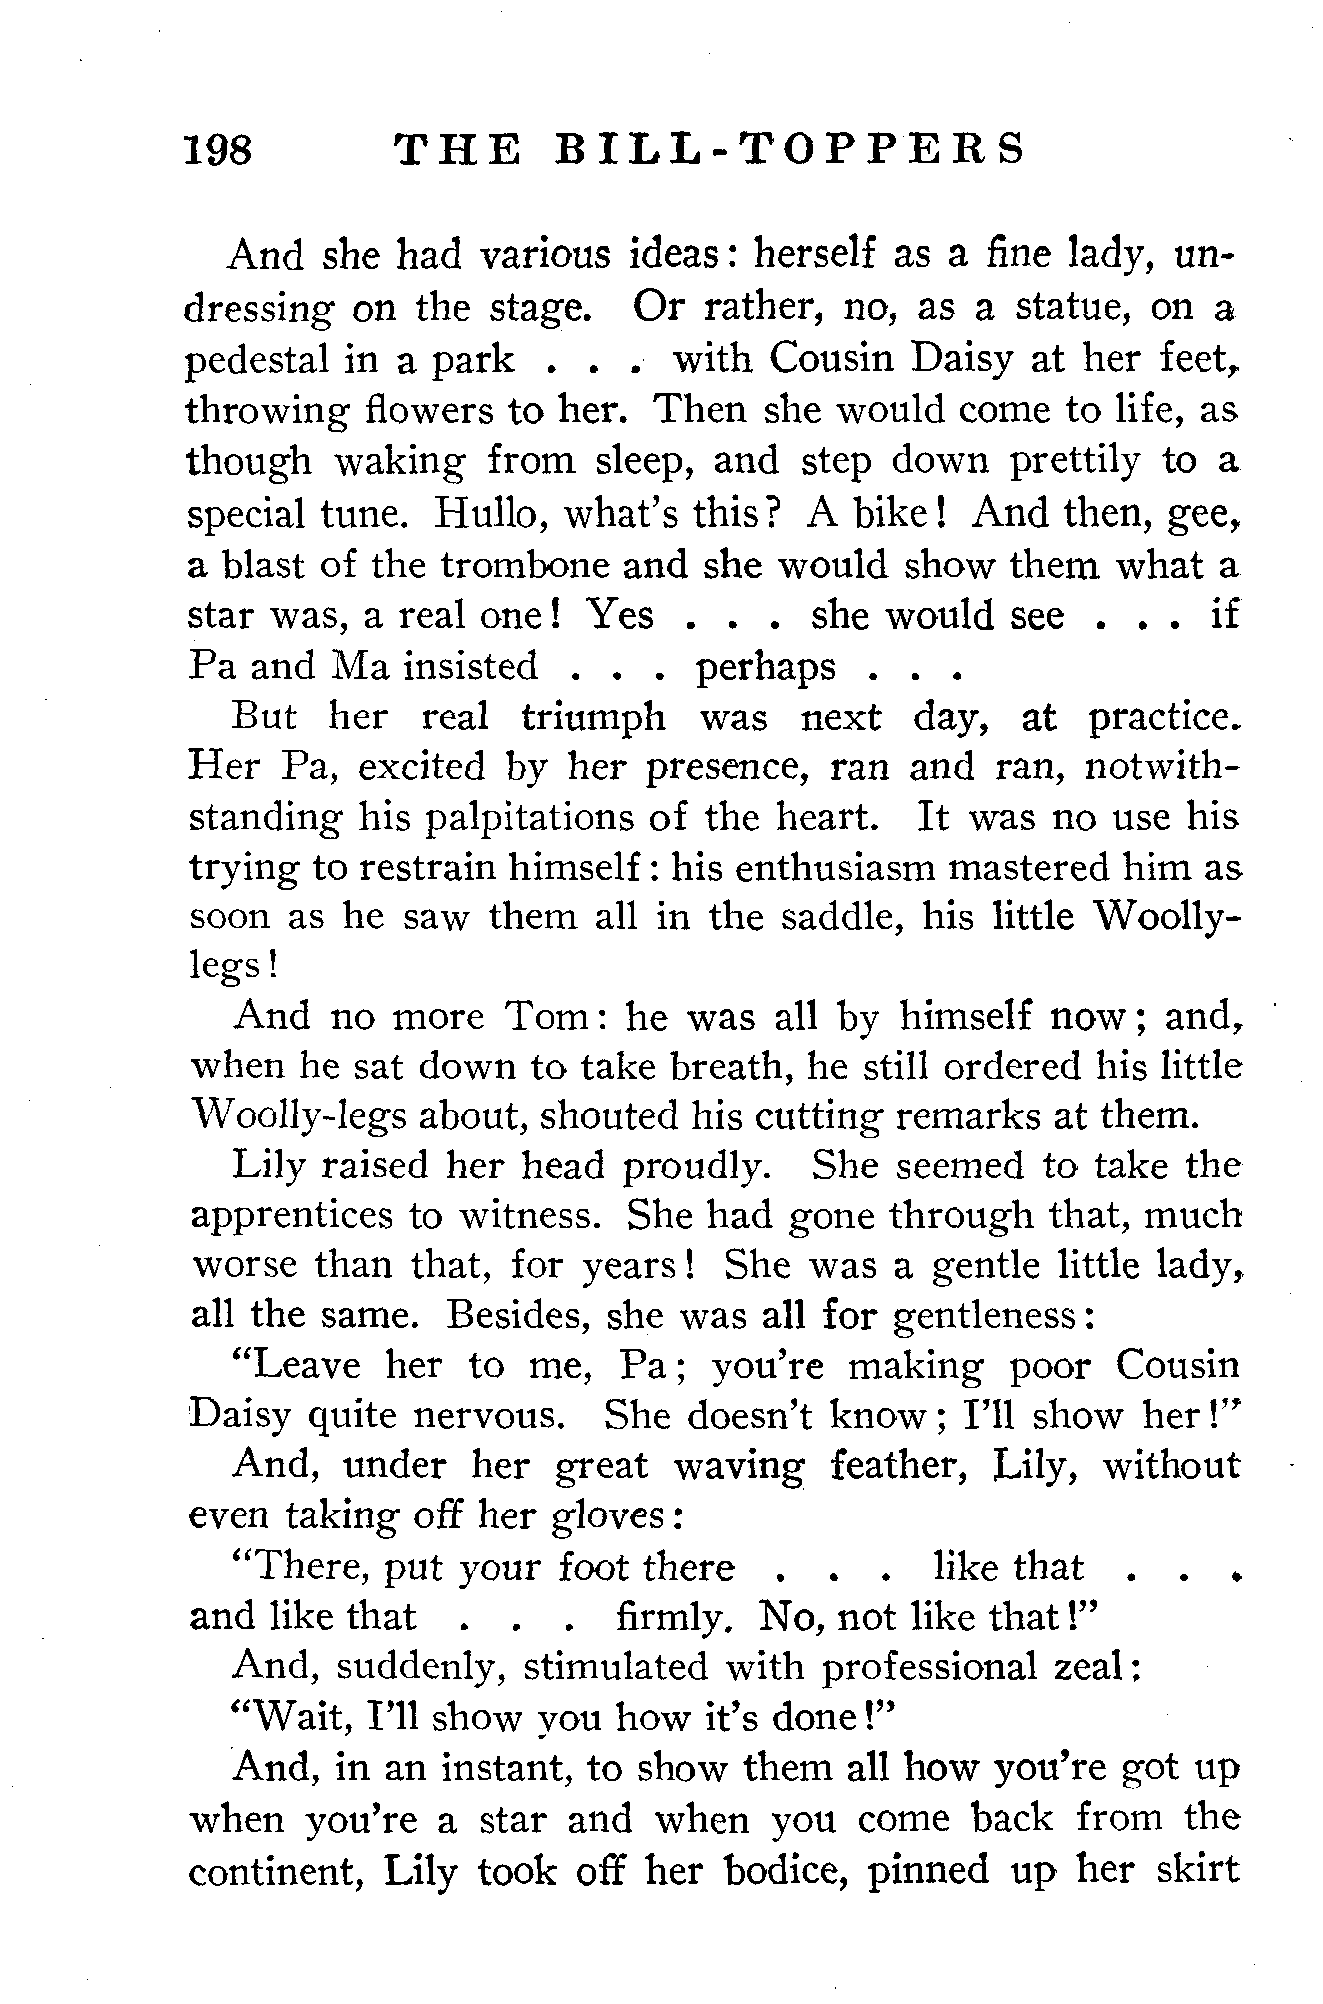 198 THE BILL-TOPPERS
And she had various ideas: herself as a fine lady, un-
dressing on the stage. Or rather, no, as a statue, on a
pedestal in a park . . . with Cousin Daisy at her feet,
throwing flowers to her. Then she would come to life, as
though waking from sleep, and step down prettily to a
special tune. Hullo, what's this? A bike! And then, gee,
a blast of the trombone and she would show them what a
star was, a real one! Yes . . . she would see . . . if
Pa and Ma insisted . . . perhaps . . .
But her real triumph was next day, at practice.
Her Pa, excited by her presence, ran and ran, notwith-
standing his palpitations of the heart. It was no use his
trying to restrain himself: his enthusiasm mastered him as
soon as he saw them all in the saddle, his little Woolly-
legs!
And no more Tom: he was all by himself now; and,
when he sat down to take breath, he still ordered his little
Woolly-legs about, shouted his cutting remarks at them.
Lily raised her head proudly. She seemed to take the
apprentices to witness. She had gone through that, much
worse than that, for years! She was a gentle little lady,
all the same. Besides, she was all for gentleness:
“Leave her to me, Pa; you're making poor Cousin
Daisy quite nervous. She doesn't know; I'll show her!”
And, under her great waving feather, Lily, without
even taking off her gloves:
“There, put your foot there . . . like that . . .
and like that . . . firmly. No, not like that!”
And, suddenly, stimulated with professional zeal:
“Wait, I'll show you how it's done!”
And, in an instant, to show them all how you're got up
when you're a star and when you come back from the
continent, Lily took off her bodice, pinned up her skirt